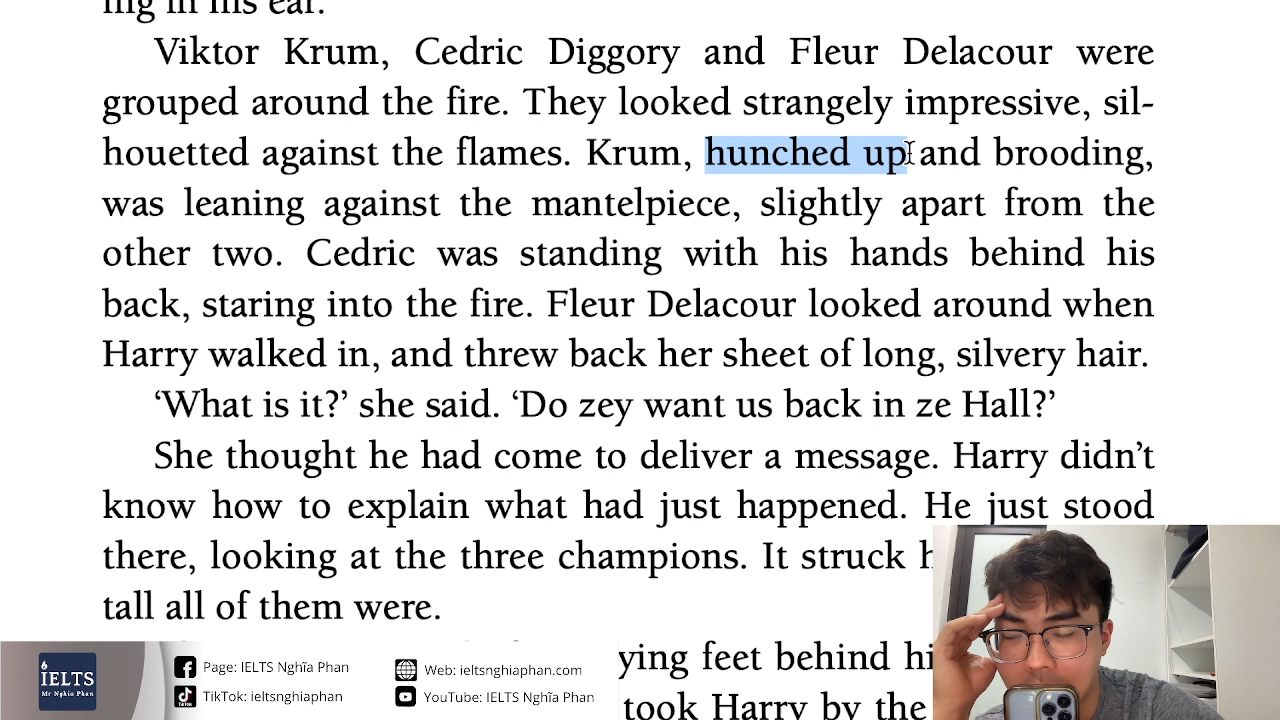 ing in his ear.
Viktor Krum, Cedric Diggory and Fleur Delacour were
grouped around the fire. They looked strangely impressive, sil-
houetted against the flames. Krum, hunched up and brooding,
was leaning against the mantelpiece, slightly apart from the
other two. Cedric was standing with his hands behind his
back, staring into the fire. Fleur Delacour looked around when
Harry walked in, and threw back her sheet of long, silvery hair.
‘What is it?’ she said. ‘Do zey want us back in ze Hall?’
She thought he had come to deliver a message. Harry didn’t
know how to explain what had just happened. He just stood
there, looking at the three champions. It struck
tall all of them were.
feet behind
took Harry by the
IELTS
Mr Nghia Phan
Page: IELTS Nghĩa Phan
TikTok: ieltsnghiaphan
Web: ieltsnghiaphan.com
YouTube: IELTS Nghĩa Phan